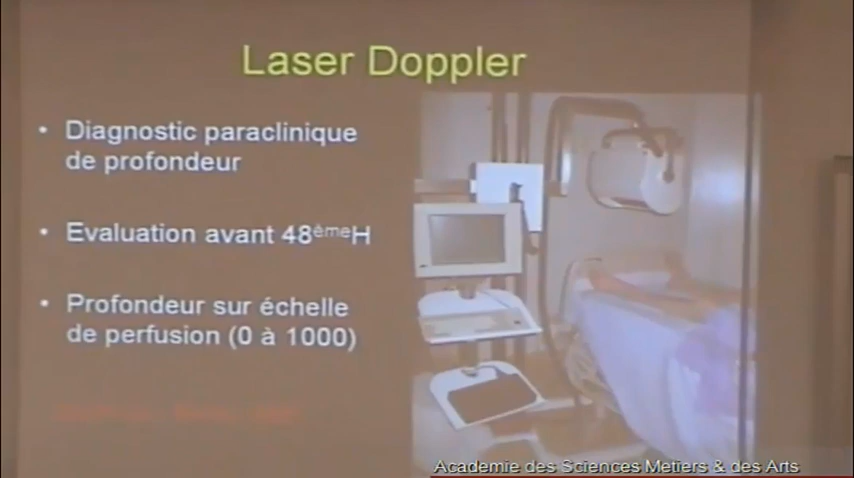 Laser Doppler
• Diagnostic paraclinique
de profondeur
• Evaluation avant 48èmeH
• Profondeur sur échelle
de perfusion (0 à 1000)
Academie des Sciences Metiers & des Arts